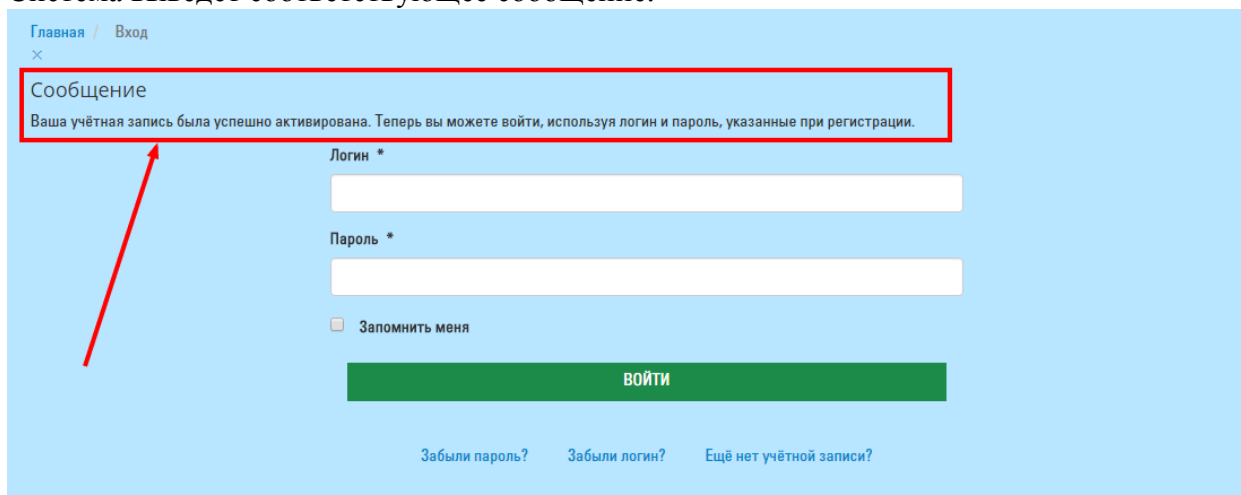 Главная / Вход
×
Сообщение
Ваша учётная запись была успешно активирована. Теперь вы можете войти, используя логин и пароль, указанные при регистрации.
Логин *
Пароль *
Запомнить меня
ВОЙТИ
Забыли пароль? Забыли логин? Ещё нет учётной записи?